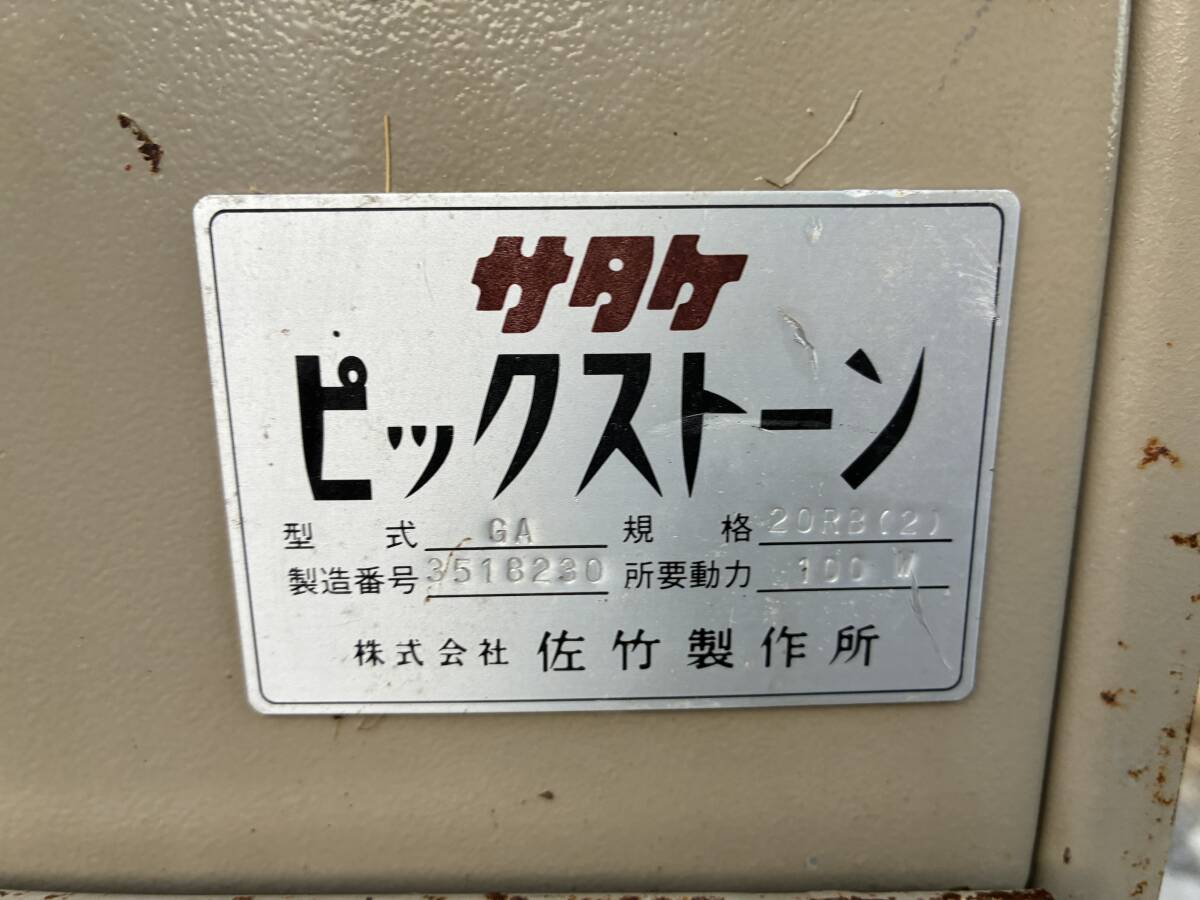 サタケ
ピックストーン
型 式 GA 規 格 20RB(2)
製造番号 3518230 所要動力 100 W
株式会社 佐竹製作所